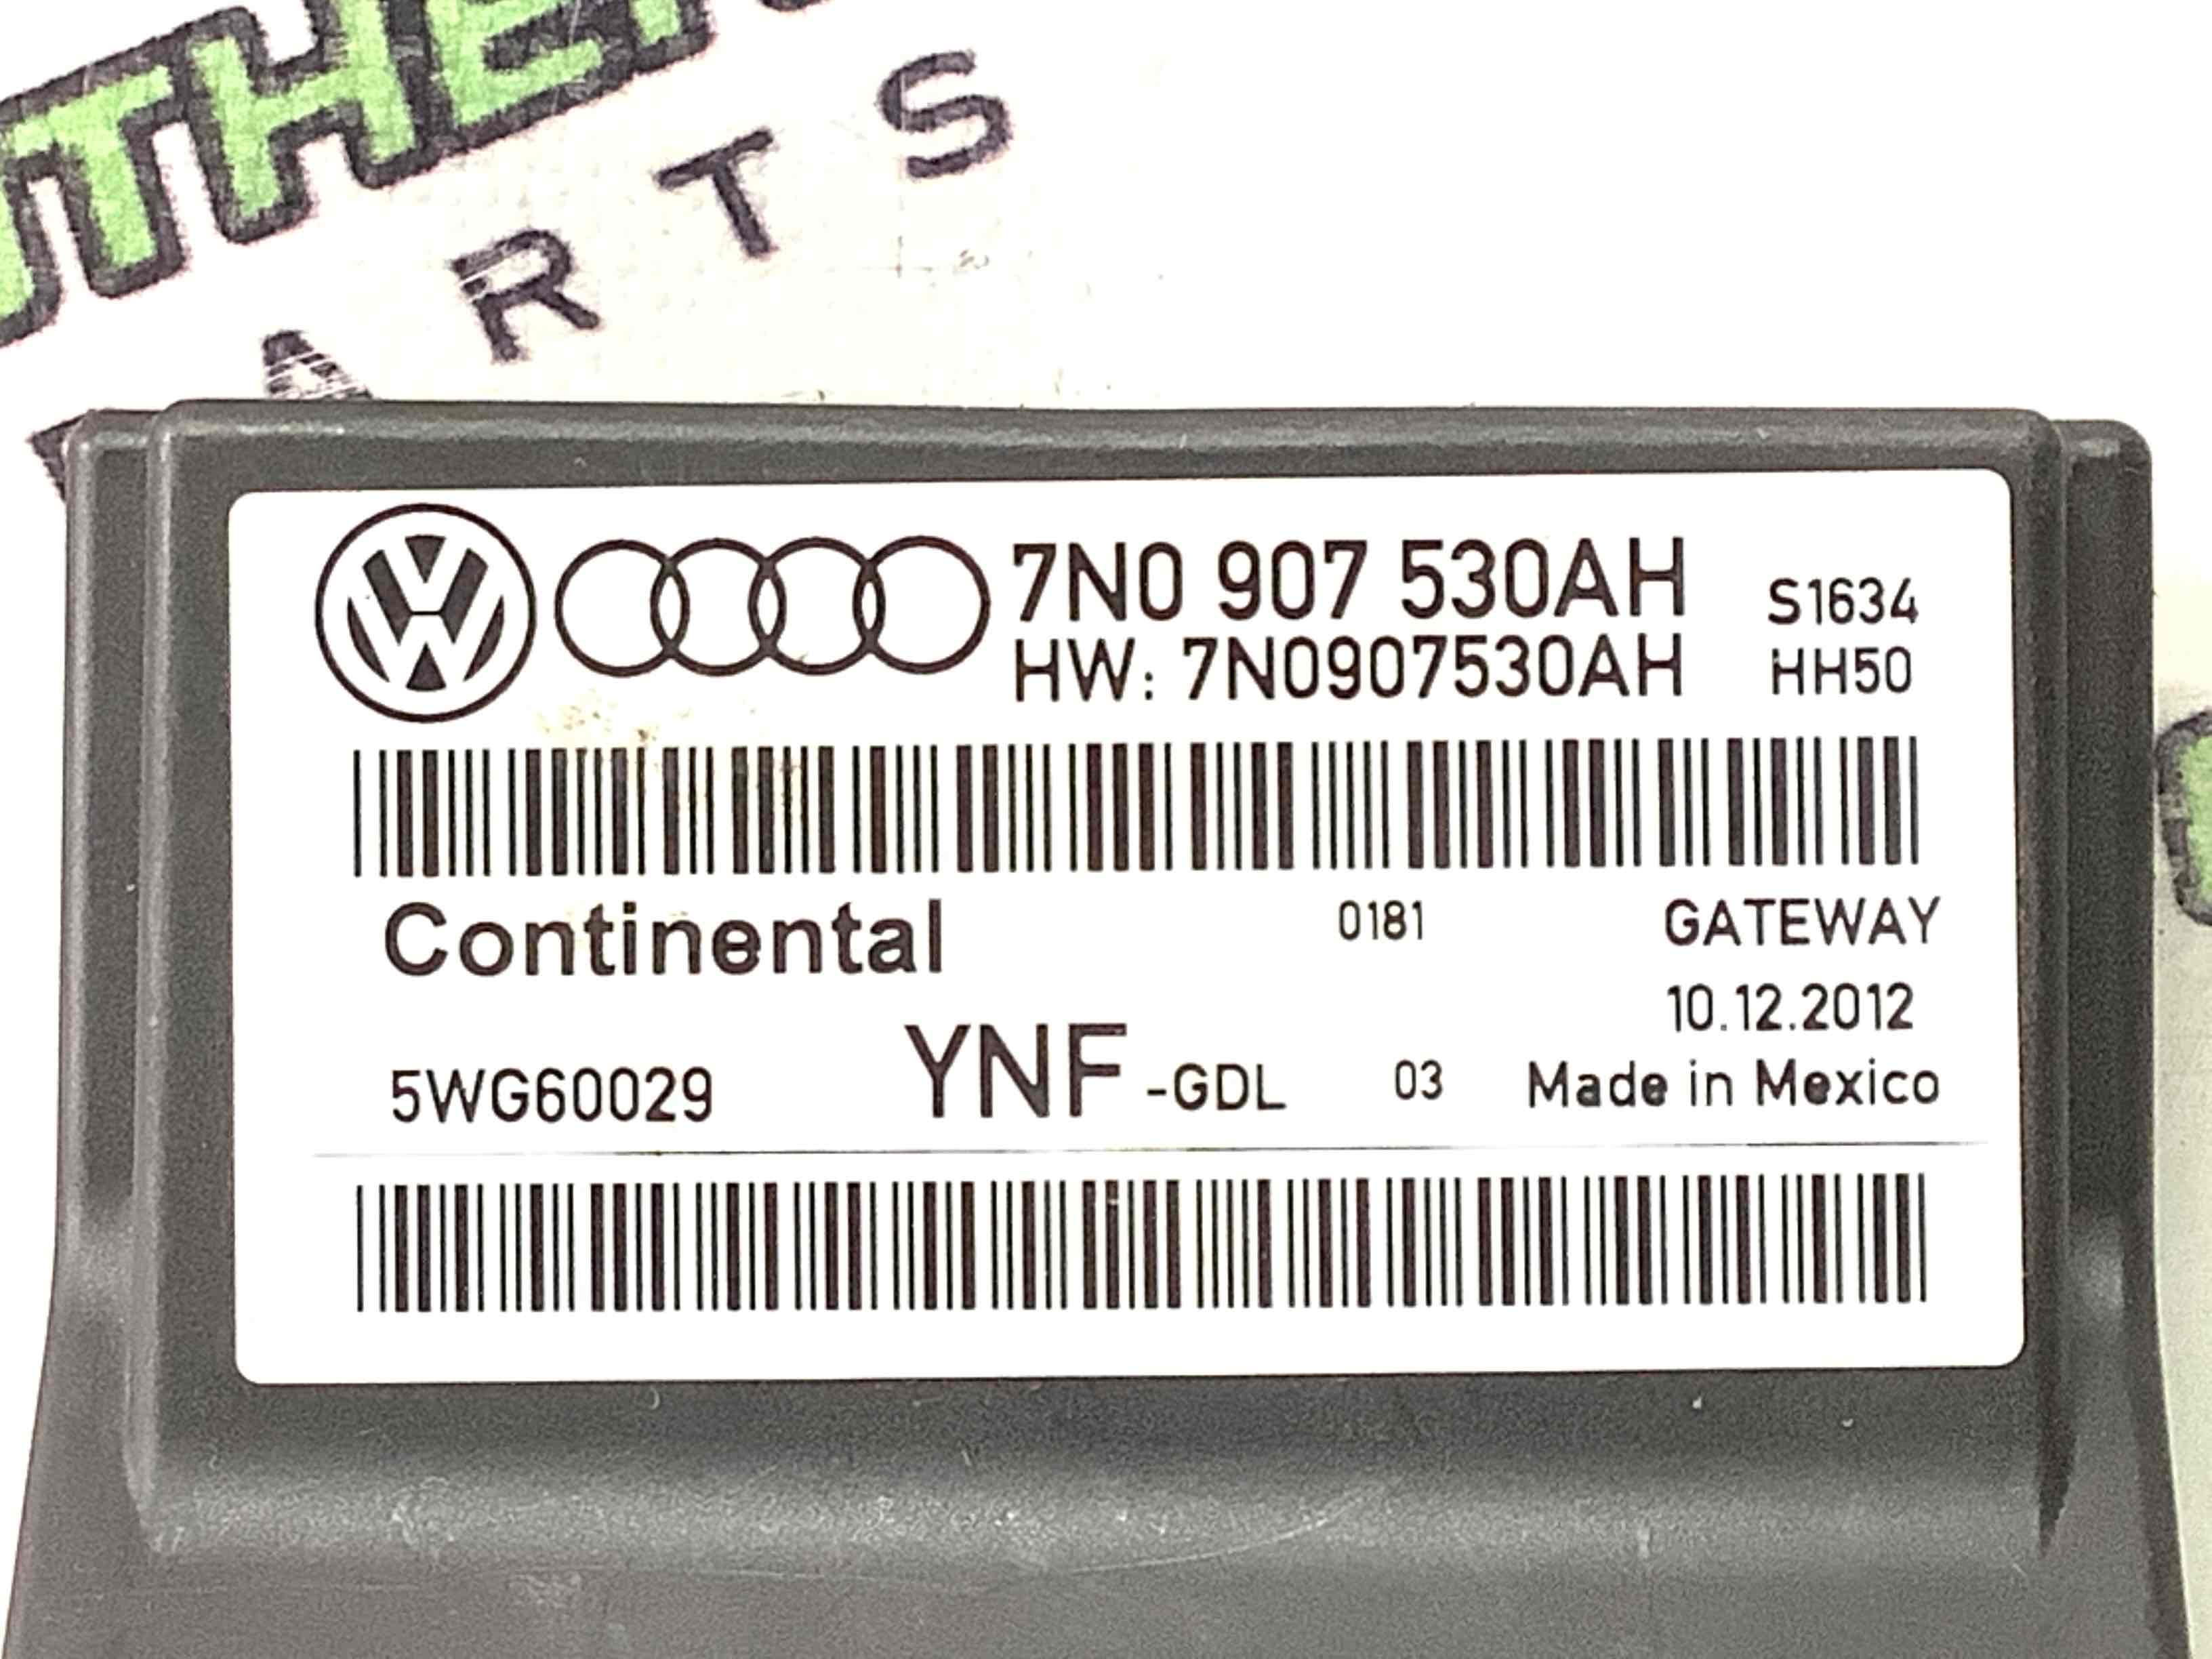 PARTS
7N0 907 530AH
S1634
HW: 7N0907530AH
HH50
Continental
0181
GATEWAY
10.12.2012
5WG60029
YNF -GDL
03
Made in Mexico